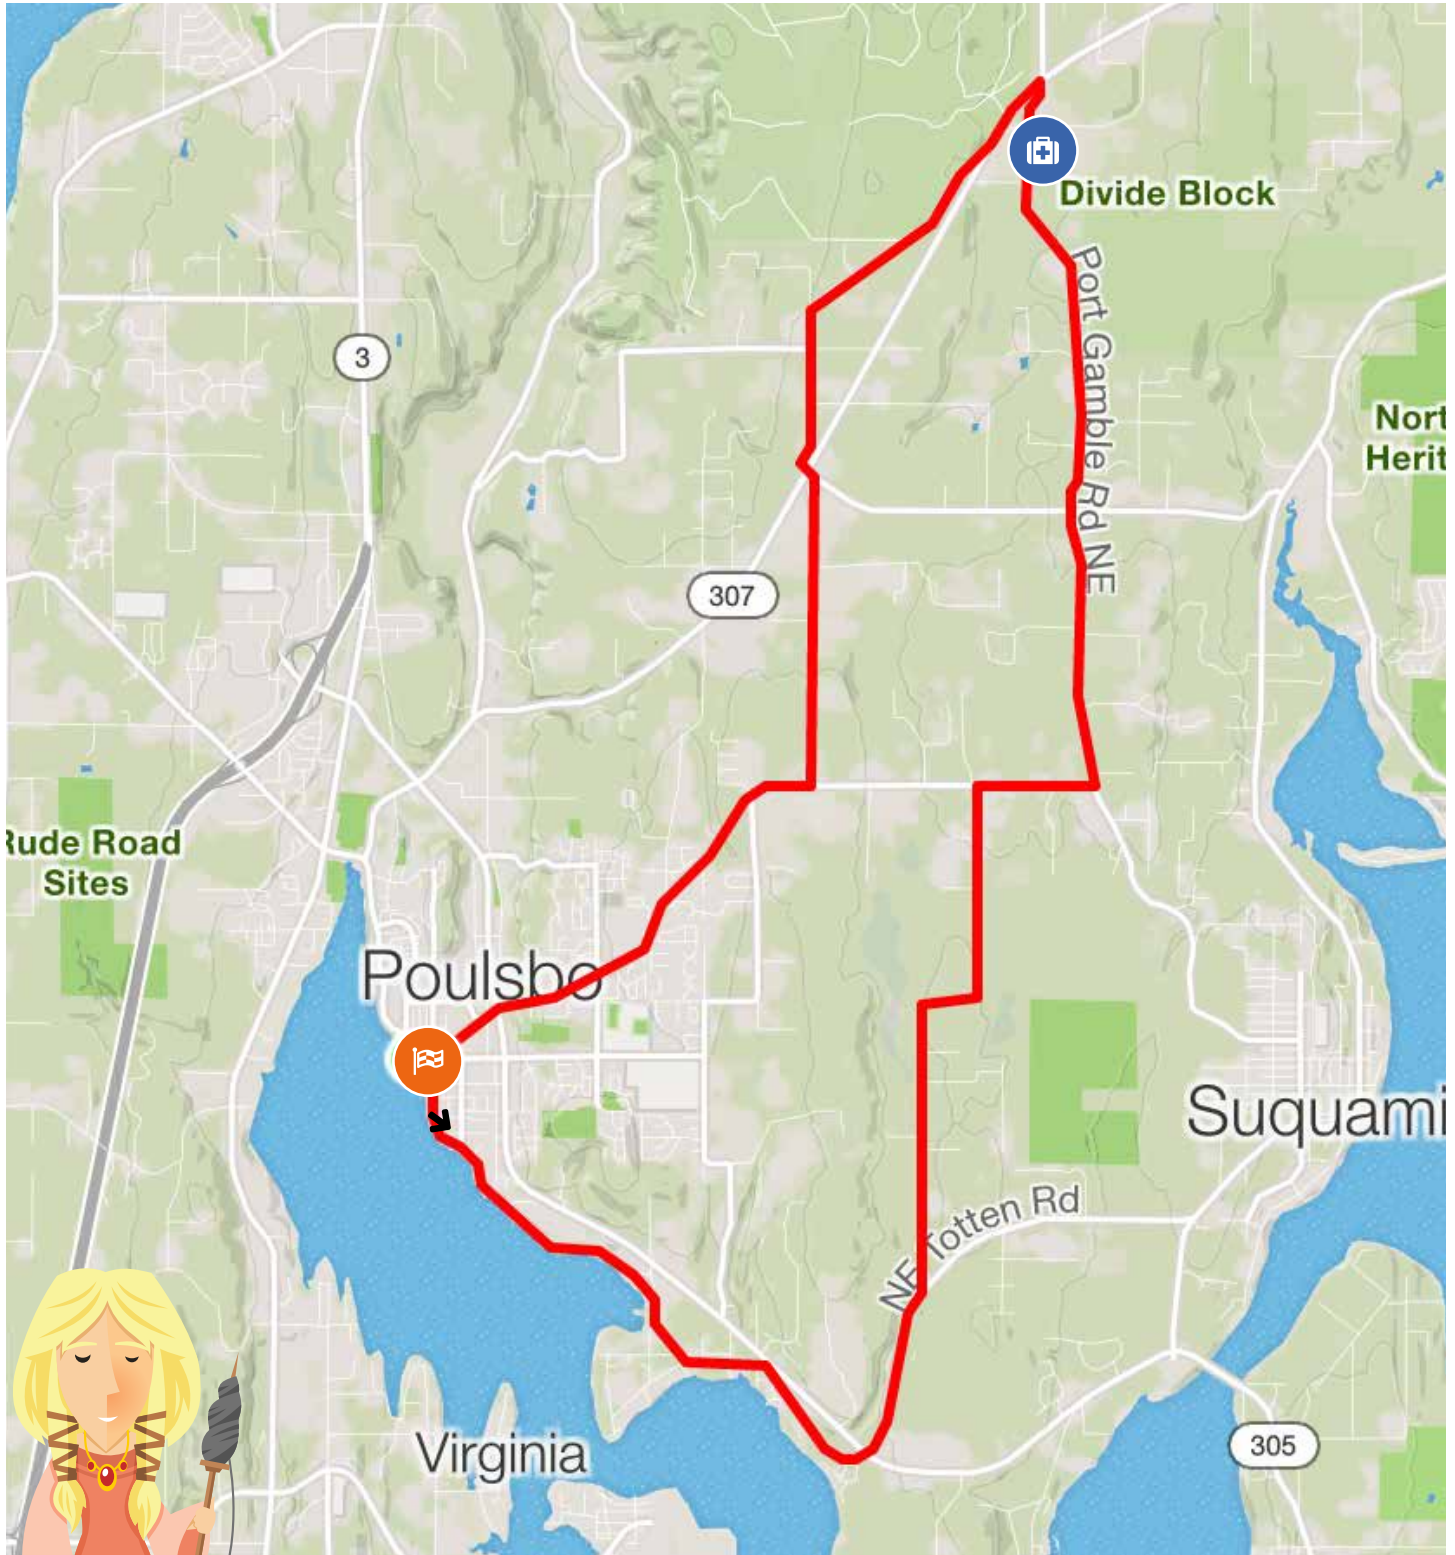 Divide Block
Port Gamble Rd NE
3
Nort
Herit
307
Rude Road
Sites
Poulsbo
Suquami
NE Totten Rd
Virginia
305